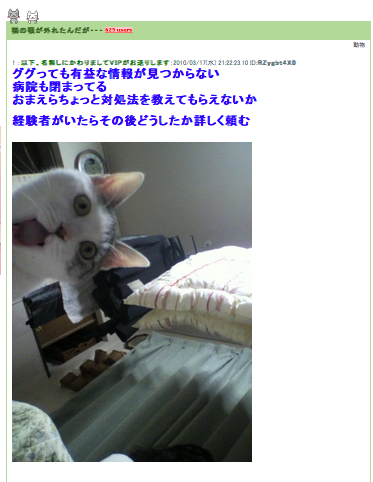 猫の顎が外れたんだが--- 629 users
動物
1：以下、名無しにかわりましてVIPがお送りします：2010/03/17(水) 21:22:23.10 ID:RZygbt4X0
ググっても有益な情報が見つからない
病院も閉まってる
おまえらちょっと対処法を教えてもらえないか
経験者がいたらその後どうしたか詳しく頼む